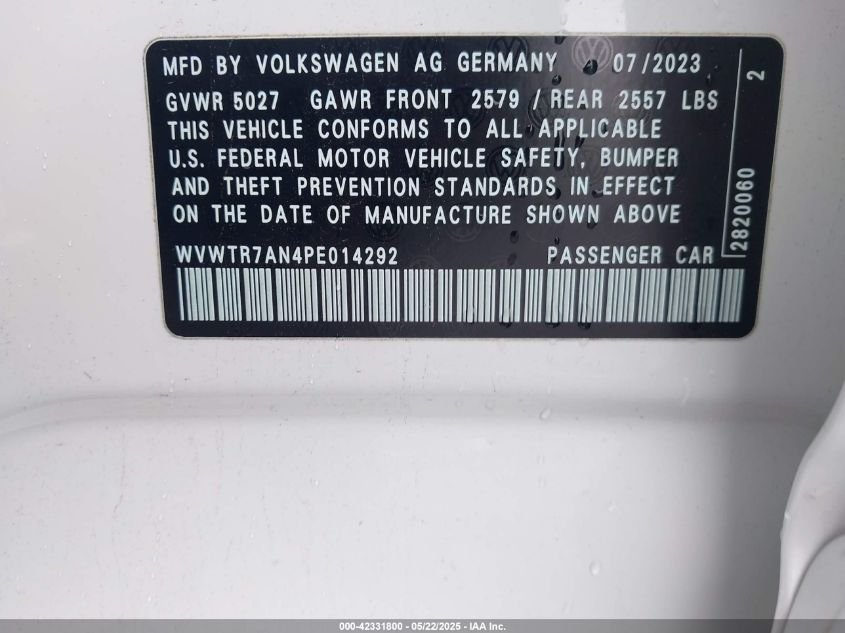 MFD BY VOLKSWAGEN AG GERMANY 07/2023
GVWR 5027 GAWR FRONT 2579 / REAR 2557 LBS
THIS VEHICLE CONFORMS TO ALL APPLICABLE
U.S. FEDERAL MOTOR VEHICLE SAFETY, BUMPER
AND THEFT PREVENTION STANDARDS IN EFFECT
ON THE DATE OF MANUFACTURE SHOWN ABOVE
WVWTR7AN4PE014292 PASSENGER CAR
2820060 2
000-42331800 - 05/22/2025 - IAA Inc.